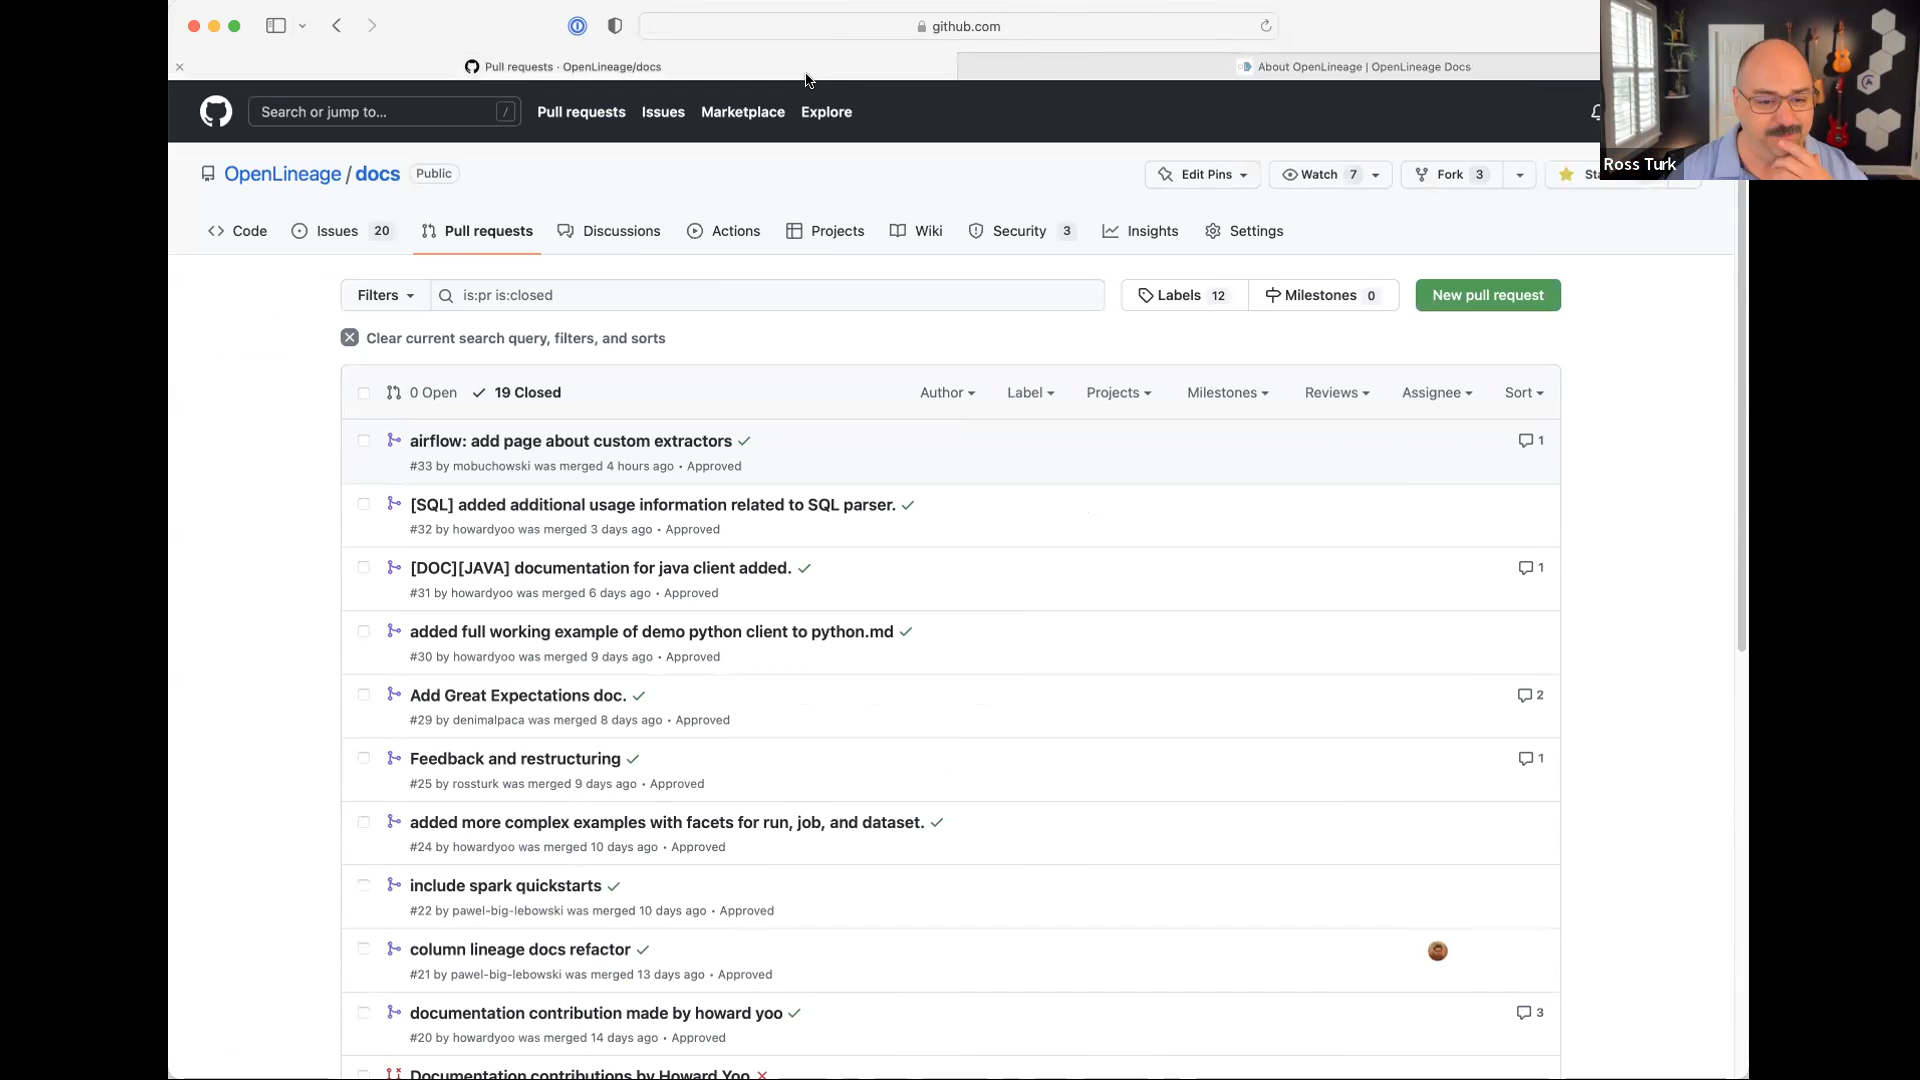 github.com
Pull requests · OpenLineage/docs
About OpenLineage | OpenLineage Docs
Search or jump to...
/
Pull requests
Issues
Marketplace
Explore
Ross Turk
OpenLineage / docs
Public
Edit Pins
Watch 7
Fork 3
Code
Issues 20
Pull requests
Discussions
Actions
Projects
Wiki
Security 3
Insights
Settings
Filters
is:pr is:closed
Labels 12
Milestones 0
New pull request
Clear current search query, filters, and sorts
0 Open
19 Closed
Author
Label
Projects
Milestones
Reviews
Assignee
Sort
airflow: add page about custom extractors
1
#33 by mobuchowski was merged 4 hours ago • Approved
[SQL] added additional usage information related to SQL parser.
#32 by howardyoo was merged 3 days ago • Approved
[DOC][JAVA] documentation for java client added.
1
#31 by howardyoo was merged 6 days ago • Approved
added full working example of demo python client to python.md
#30 by howardyoo was merged 9 days ago • Approved
Add Great Expectations doc.
2
#29 by denimalpaca was merged 8 days ago • Approved
Feedback and restructuring
1
#25 by rossturk was merged 9 days ago • Approved
added more complex examples with facets for run, job, and dataset.
#24 by howardyoo was merged 10 days ago • Approved
include spark quickstarts
#22 by pawel-big-lebowski was merged 10 days ago • Approved
column lineage docs refactor
#21 by pawel-big-lebowski was merged 13 days ago • Approved
documentation contribution made by howard yoo
3
#20 by howardyoo was merged 14 days ago • Approved
Documentation contributions by Howard Yoo